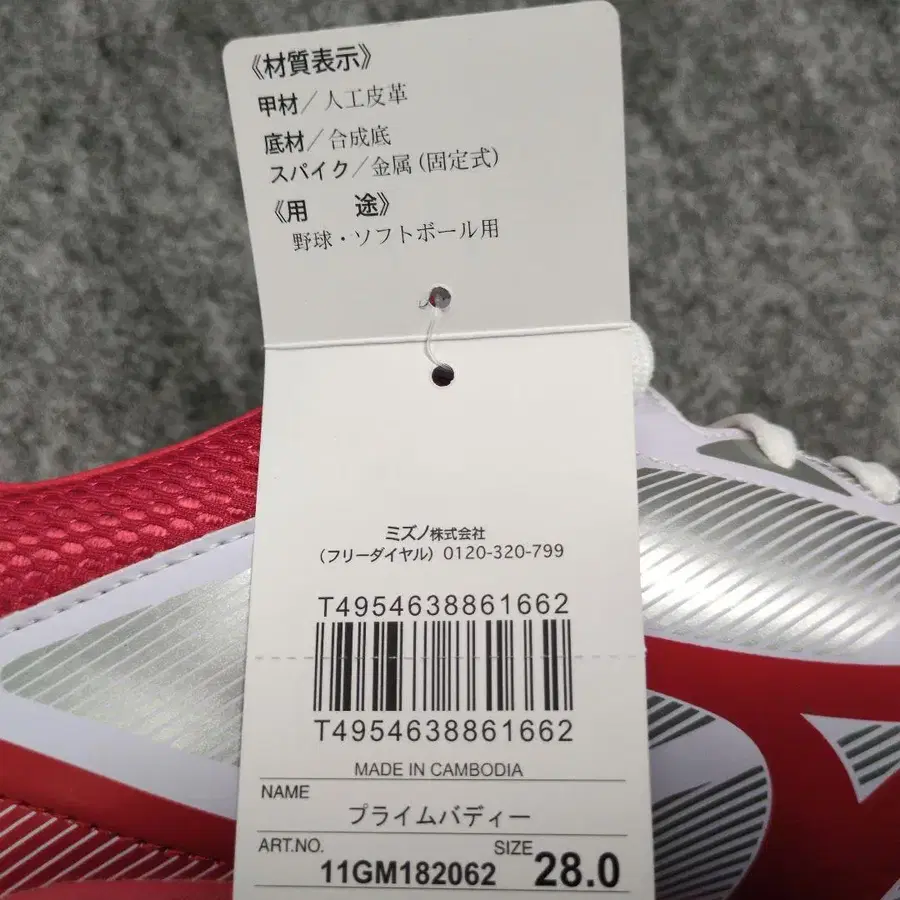 《材質表示》
甲材／人工皮革
底材／合成底
スパイク／金属(固定式)
《用　途》
野球・ソフトボール用
ミズノ株式会社
(フリーダイヤル) 0120-320-799
T4954638861662
T4954638861662
MADE IN CAMBODIA
NAME
プライムバディー
ART.NO. SIZE
11GM182062 28.0